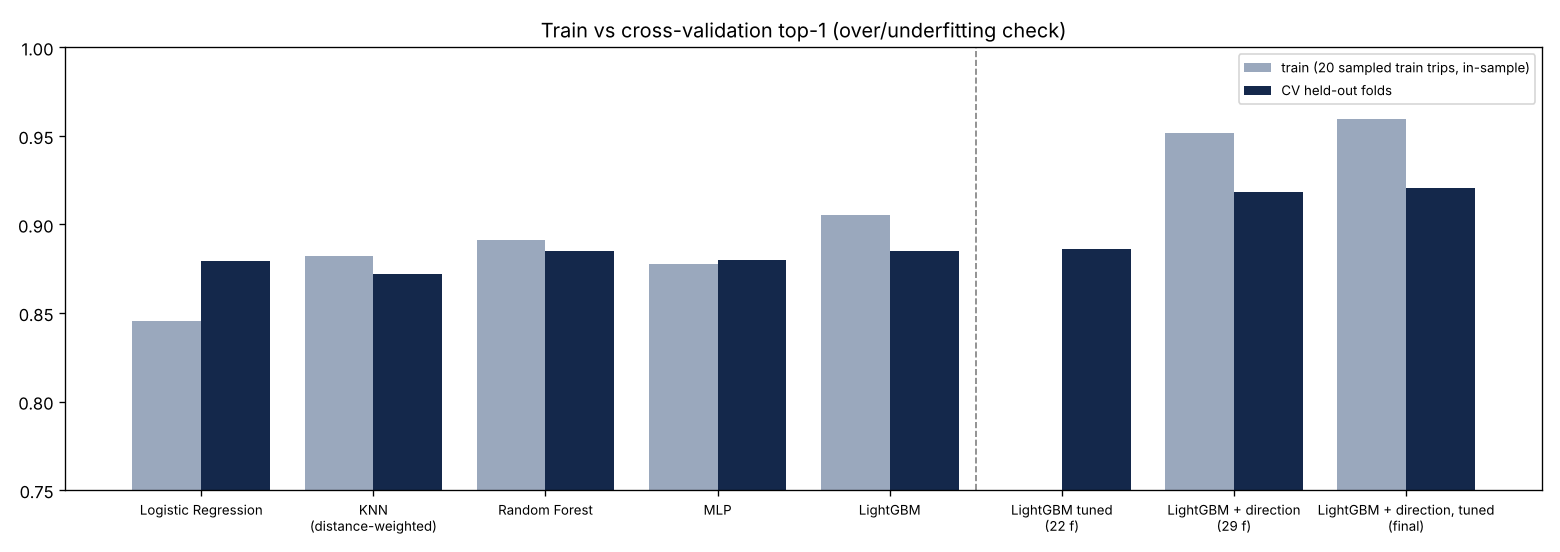 Train vs cross-validation top-1 (over/underfitting check)
1.00
0.95
0.90
0.85
0.80
0.75
train (20 sampled train trips, in-sample)
CV held-out folds
Logistic Regression
KNN
(distance-weighted)
Random Forest
MLP
LightGBM
LightGBM tuned
(22 f)
LightGBM + direction
(29 f)
LightGBM + direction, tuned
(final)